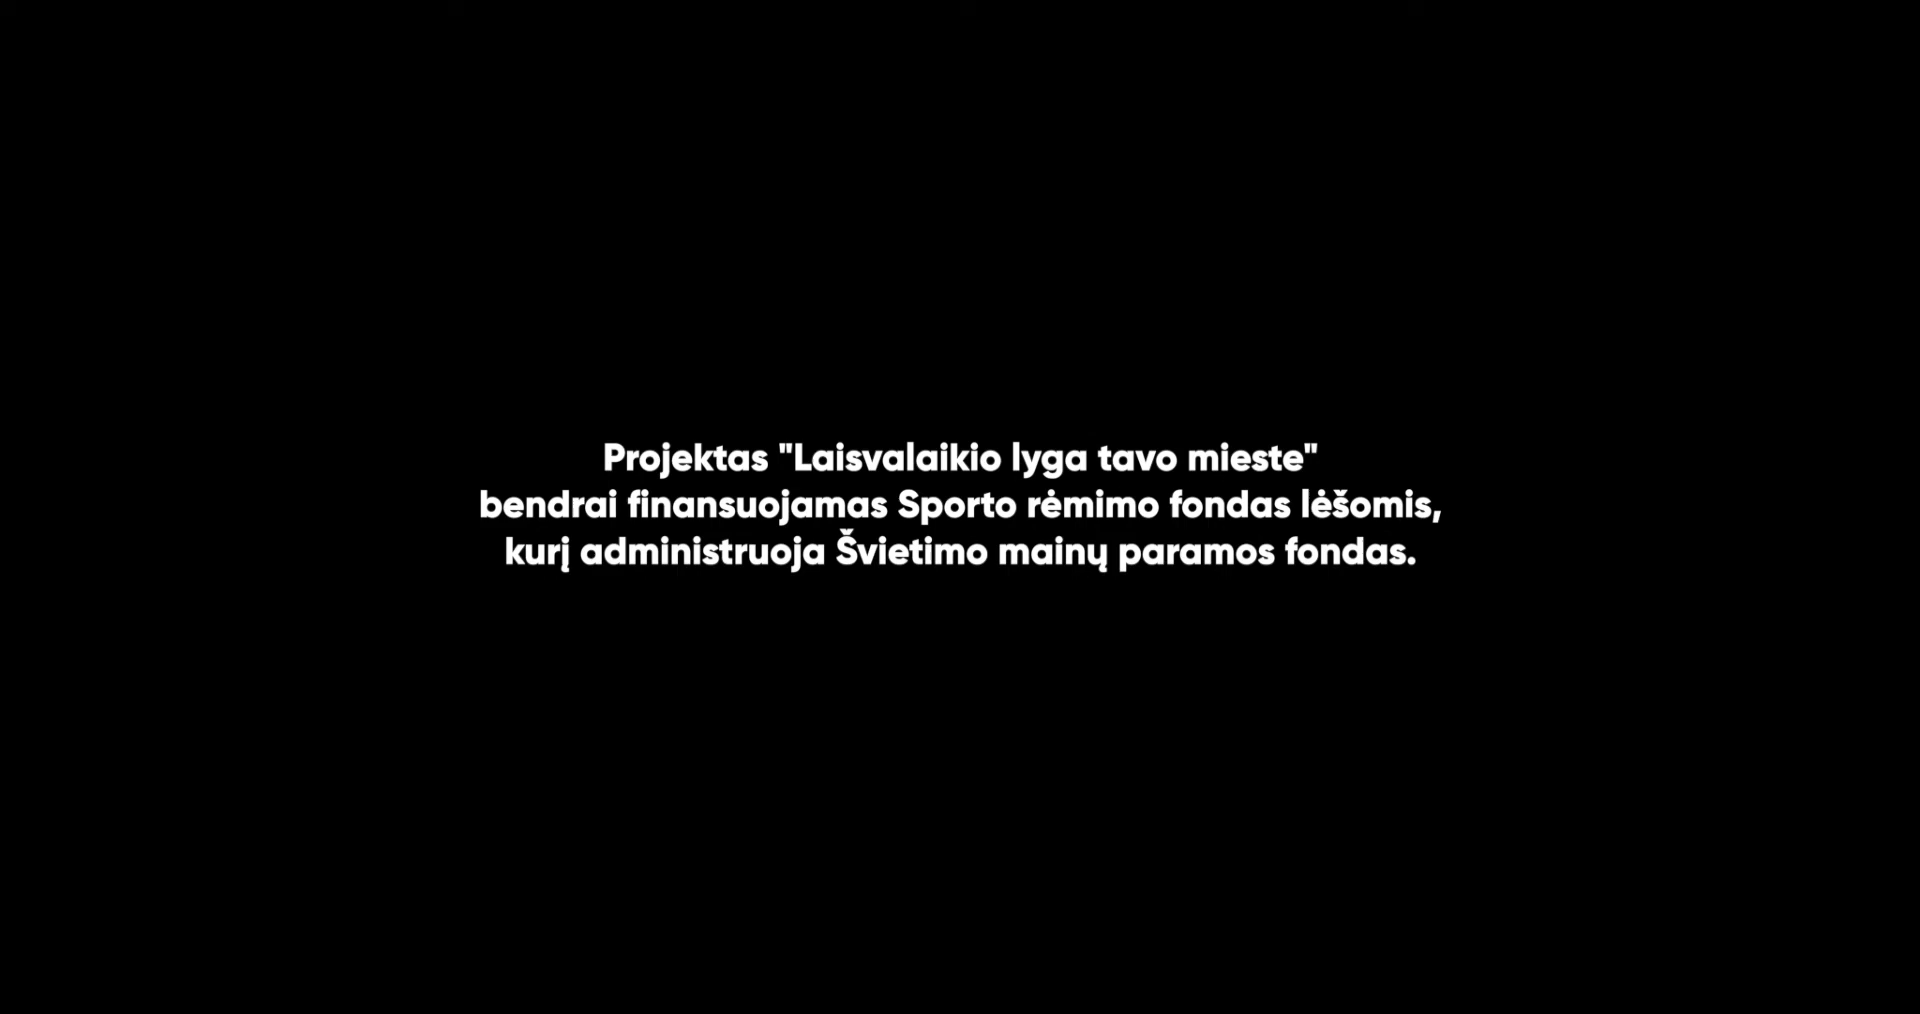 Projektas "Laisvalaikio lyga tavo mieste"
bendrai finansuojamas Sporto rėmimo fondas lėšomis,
kurį administruoja Švietimo mainų paramos fondas.